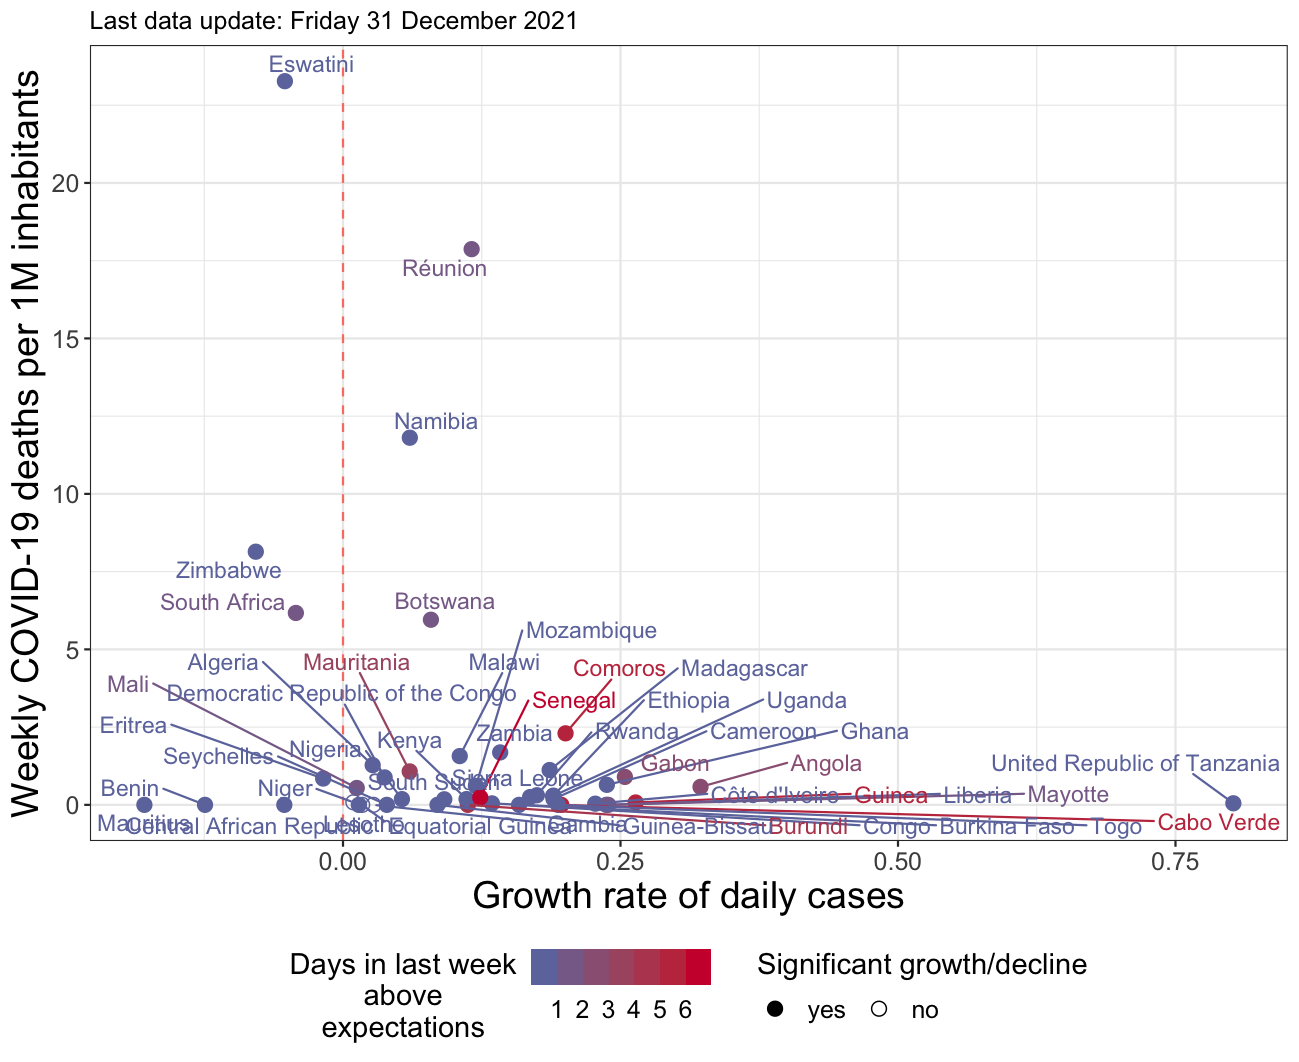 Last data update: Friday 31 December 2021
Weekly COVID-19 deaths per 1M inhabitants
Eswatini
20
Réunion
15
Namibia
10
Zimbabwe
South Africa
Botswana
Mozambique
5
Algeria
Mauritania
Malawi
Comoros
Madagascar
Mali
Democratic Republic of the Congo
Senegal
Ethiopia
Uganda
Eritrea
Zambia
Rwanda
Cameroon
Ghana
Seychelles
Nigeria
Kenya
Gabon
Angola
United Republic of Tanzania
Benin
Niger
South Sudan
Sierra Leone
Côte d'Ivoire
Guinea
Liberia
Mayotte
0
Mauritius
Central African Republic
Lesotho
Equatorial Guinea
Gambia
Guinea-Bissau
Burundi
Congo
Burkina Faso
Togo
Cabo Verde
0.00 0.25 0.50 0.75
Growth rate of daily cases
Days in last week
above
expectations
1 2 3 4 5 6
Significant growth/decline
yes no